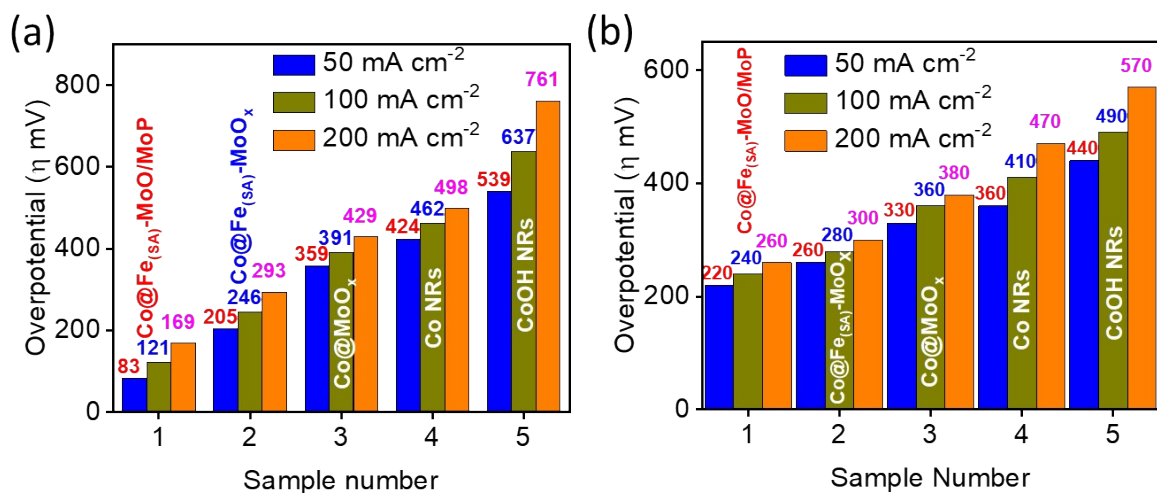 (a)
Overpotential (η mV)
800
600
400
200
0
50 mA cm⁻²
100 mA cm⁻²
200 mA cm⁻²
Co@Fe₍SA₎-MoO/MoP
Co@Fe₍SA₎-MoOₓ
Co@MoOₓ
Co NRs
CoOH NRs
83
121
169
205
246
293
359
391
429
424
462
498
539
637
761
1 2 3 4 5
Sample number
(b)
Overpotential (η mV)
600
400
200
0
50 mA cm⁻²
100 mA cm⁻²
200 mA cm⁻²
Co@Fe₍SA₎-MoO/MoP
Co@Fe₍SA₎-MoOₓ
Co@MoOₓ
Co NRs
CoOH NRs
220
240
260
260
280
300
330
360
380
360
410
470
440
490
570
1 2 3 4 5
Sample Number